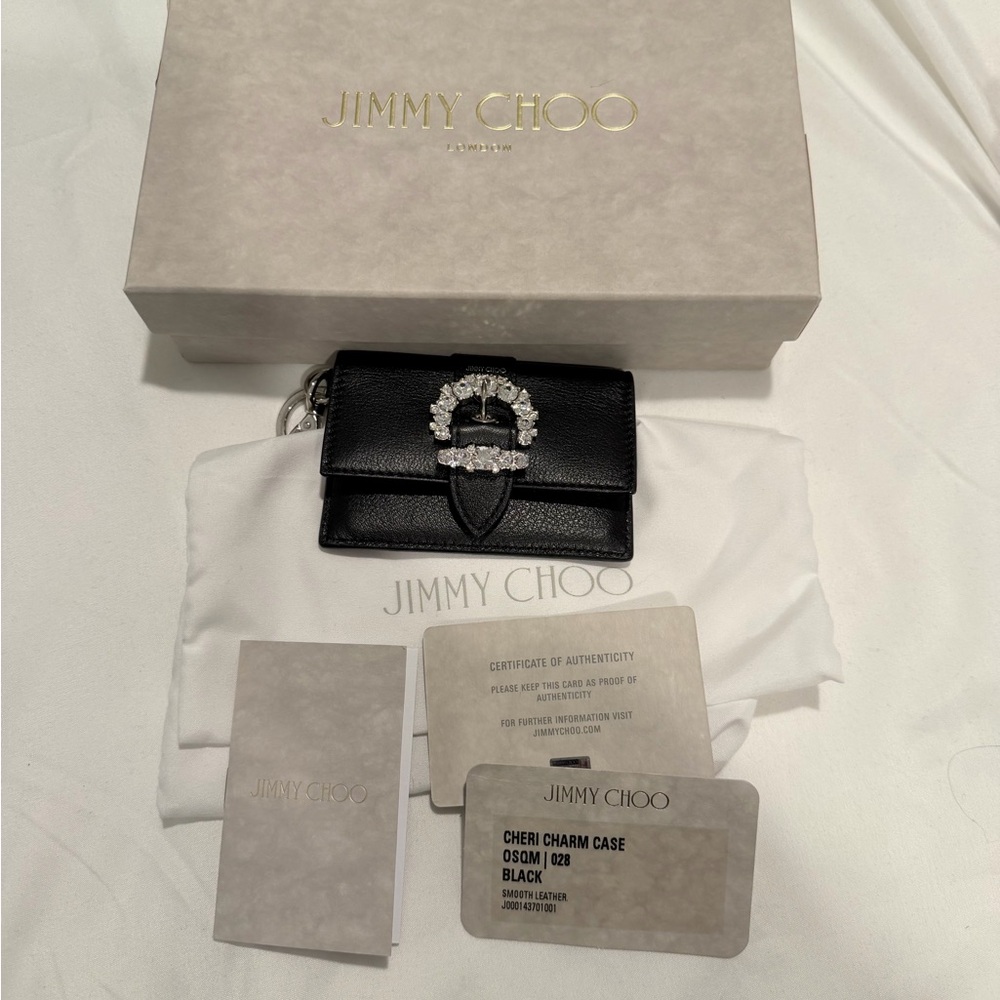 JIMMY CHOO
LONDON
JIMMY CHOO
JIMMY CHOO
CERTIFICATE OF AUTHENTICITY
PLEASE KEEP THIS CARD AS PROOF OF
AUTHENTICITY
FOR FURTHER INFORMATION VISIT
JIMMYCHOO.COM
JIMMY CHOO
JIMMY CHOO
CHERI CHARM CASE
OSQM | 028
BLACK
SMOOTH LEATHER
J000143701001